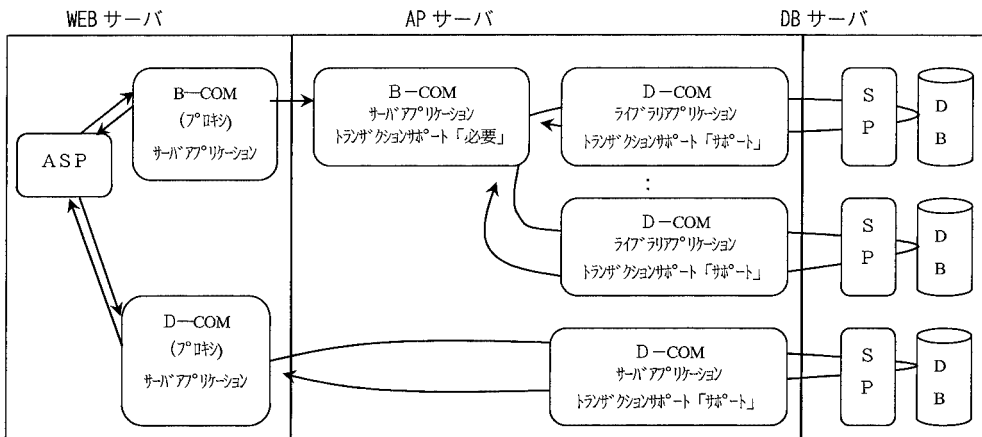 WEB サーバ
AP サーバ
DB サーバ
B―COM
(ﾌﾟﾛｷｼ)
ｻｰﾊﾞｱﾌﾟﾘｹｰｼｮﾝ
ASP
D―COM
(ﾌﾟﾛｷｼ)
ｻｰﾊﾞｱﾌﾟﾘｹｰｼｮﾝ
B－COM
ｻｰﾊﾞｱﾌﾟﾘｹｰｼｮﾝ
ﾄﾗﾝｻﾞｸｼｮﾝｻﾎﾟｰﾄ「必要」
D－COM
ﾗｲﾌﾞﾗﾘｱﾌﾟﾘｹｰｼｮﾝ
ﾄﾗﾝｻﾞｸｼｮﾝｻﾎﾟｰﾄ「ｻﾎﾟｰﾄ」
:
D－COM
ﾗｲﾌﾞﾗﾘｱﾌﾟﾘｹｰｼｮﾝ
ﾄﾗﾝｻﾞｸｼｮﾝｻﾎﾟｰﾄ「ｻﾎﾟｰﾄ」
D－COM
ｻｰﾊﾞｱﾌﾟﾘｹｰｼｮﾝ
ﾄﾗﾝｻﾞｸｼｮﾝｻﾎﾟｰﾄ「ｻﾎﾟｰﾄ」
SP
DB
SP
DB
SP
DB